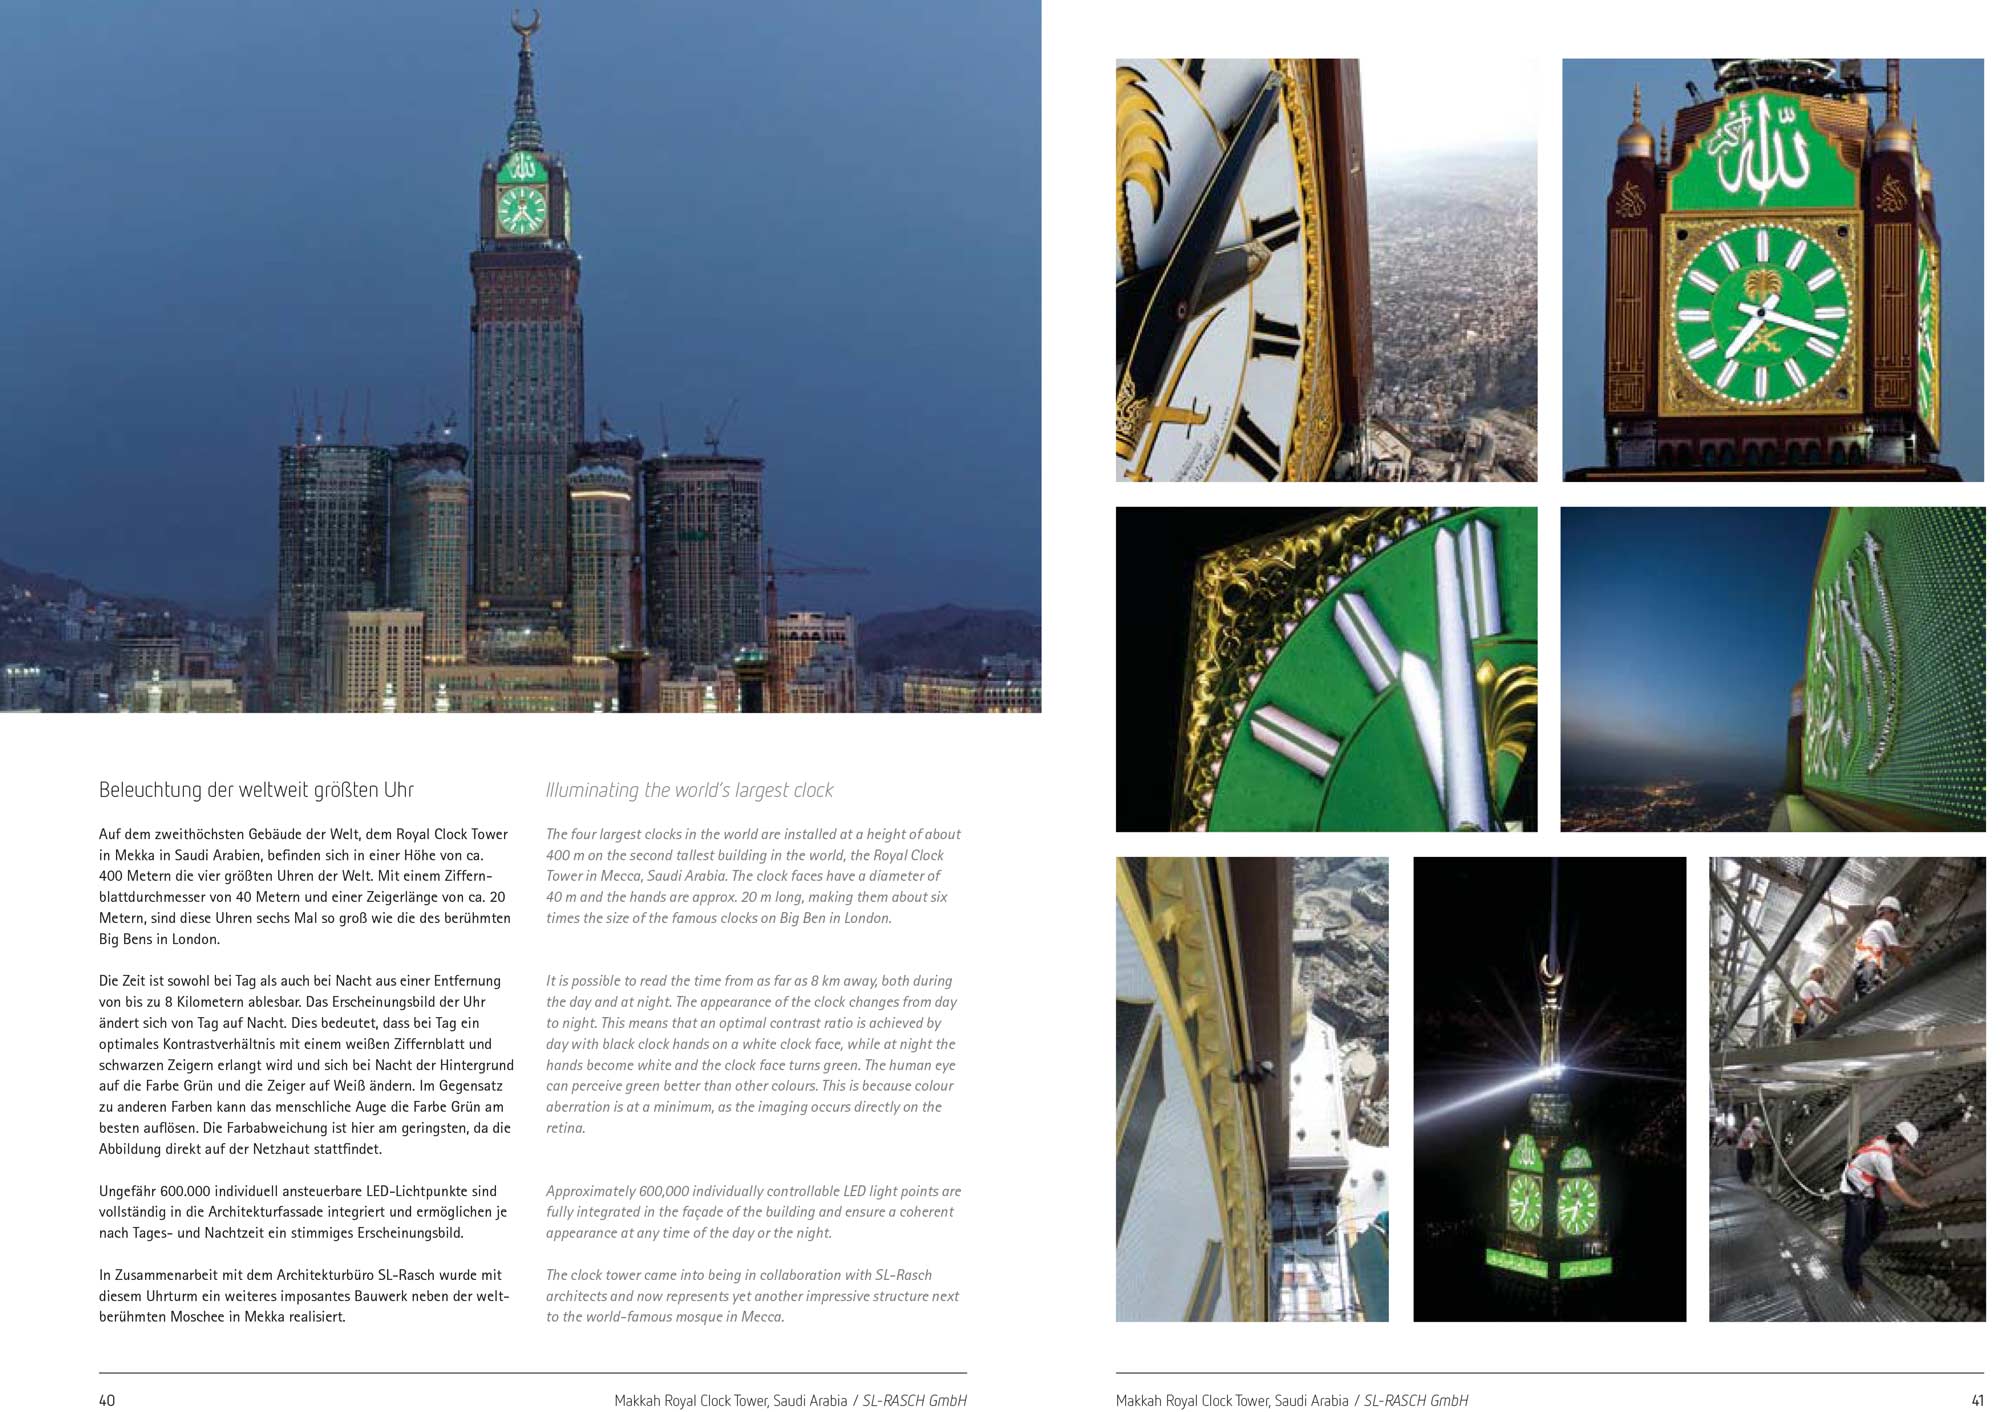 الله أكبر
Beleuchtung der weltweit größten Uhr
Auf dem zweithöchsten Gebäude der Welt, dem Royal Clock Tower
in Mekka in Saudi Arabien, befinden sich in einer Höhe von ca.
400 Metern die vier größten Uhren der Welt. Mit einem Ziffern-
blattdurchmesser von 40 Metern und einer Zeigerlänge von ca. 20
Metern, sind diese Uhren sechs Mal so groß wie die des berühmten
Big Bens in London.
Die Zeit ist sowohl bei Tag als auch bei Nacht aus einer Entfernung
von bis zu 8 Kilometern ablesbar. Das Erscheinungsbild der Uhr
ändert sich von Tag auf Nacht. Dies bedeutet, dass bei Tag ein
optimales Kontrastverhältnis mit einem weißen Ziffernblatt und
schwarzen Zeigern erlangt wird und sich bei Nacht der Hintergrund
auf die Farbe Grün und die Zeiger auf Weiß ändern. Im Gegensatz
zu anderen Farben kann das menschliche Auge die Farbe Grün am
besten auflösen. Die Farbabweichung ist hier am geringsten, da die
Abbildung direkt auf der Netzhaut stattfindet.
Ungefähr 600.000 individuell ansteuerbare LED-Lichtpunkte sind
vollständig in die Architekturfassade integriert und ermöglichen je
nach Tages- und Nachtzeit ein stimmiges Erscheinungsbild.
In Zusammenarbeit mit dem Architekturbüro SL-Rasch wurde mit
diesem Uhrturm ein weiteres imposantes Bauwerk neben der welt-
berühmten Moschee in Mekka realisiert.
Illuminating the world's largest clock
The four largest clocks in the world are installed at a height of about
400 m on the second tallest building in the world, the Royal Clock
Tower in Mecca, Saudi Arabia. The clock faces have a diameter of
40 m and the hands are approx. 20 m long, making them about six
times the size of the famous clocks on Big Ben in London.
It is possible to read the time from as far as 8 km away, both during
the day and at night. The appearance of the clock changes from day
to night. This means that an optimal contrast ratio is achieved by
day with black clock hands on a white clock face, while at night the
hands become white and the clock face turns green. The human eye
can perceive green better than other colours. This is because colour
aberration is at a minimum, as the imaging occurs directly on the
retina.
Approximately 600,000 individually controllable LED light points are
fully integrated in the façade of the building and ensure a coherent
appearance at any time of the day or the night.
The clock tower came into being in collaboration with SL-Rasch
architects and now represents yet another impressive structure next
to the world-famous mosque in Mecca.
40
Makkah Royal Clock Tower, Saudi Arabia / SL-RASCH GmbH
الله أكبر
Makkah Royal Clock Tower, Saudi Arabia / SL-RASCH GmbH
41